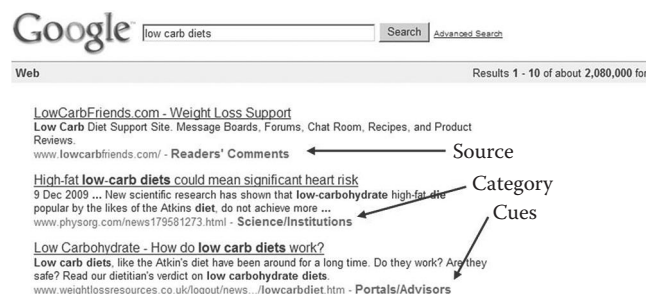 Google low carb diets Search Advanced Search
Web Results 1 - 10 of about 2,080,000 for
LowCarbFriends.com - Weight Loss Support
Low Carb Diet Support Site. Message Boards, Forums, Chat Room, Recipes, and Product
Reviews.
www.lowcarbfriends.com/ - Readers' Comments
Source
High-fat low-carb diets could mean significant heart risk
9 Dec 2009 ... New scientific research has shown that low-carbohydrate high-fat die
popular by the likes of the Atkins diet, do not achieve more ...
www.physorg.com/news179581273.html - Science/Institutions
Category
Cues
Low Carbohydrate - How do low carb diets work?
Low carb diets, like the Atkin's diet have been around for a long time. Do they work? Are they
safe? Read our dietitian's verdict on low carbohydrate diets.
www.weightlossresources.co.uk/logout/news.../lowcarbdiet.htm - Portals/Advisors